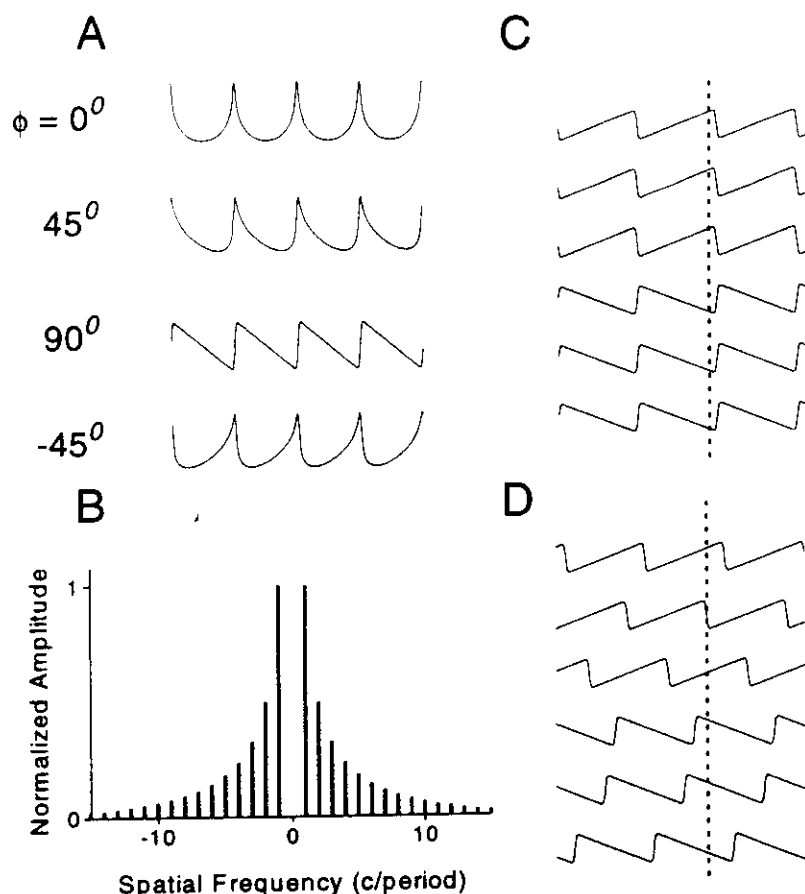 A
ϕ = 0⁰
45⁰
90⁰
-45⁰
B
Normalized Amplitude
1
0
-10
0
10
Spatial Frequency (c/period)
C
D